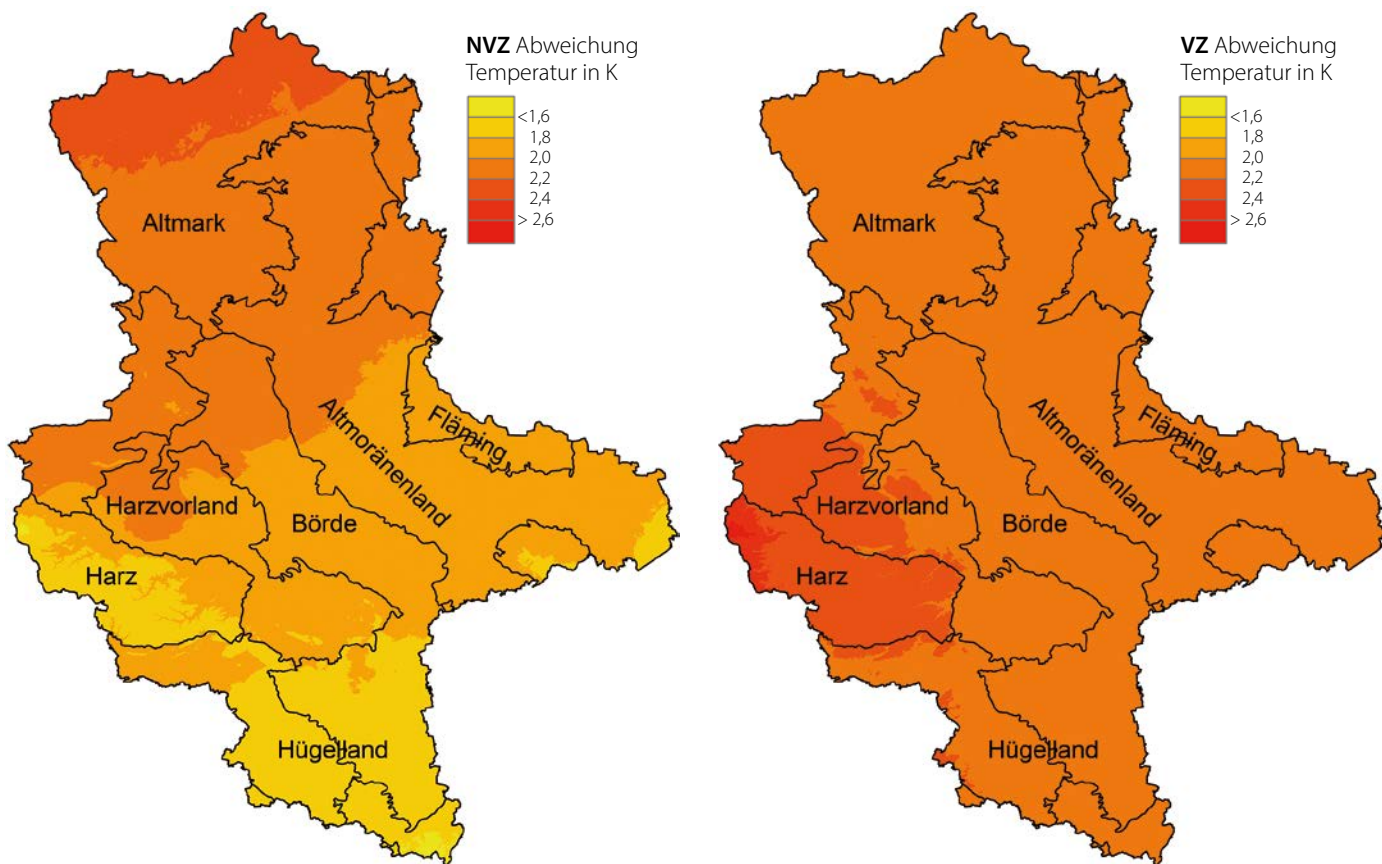 NVZ Abweichung
Temperatur in K
<1,6
1,8
2,0
2,2
2,4
> 2,6
Altmark
Altmoränenland
Fläming
Harzvorland
Börde
Harz
Hügelland
VZ Abweichung
Temperatur in K
<1,6
1,8
2,0
2,2
2,4
> 2,6
Altmark
Altmoränenland
Fläming
Harzvorland
Börde
Harz
Hügelland